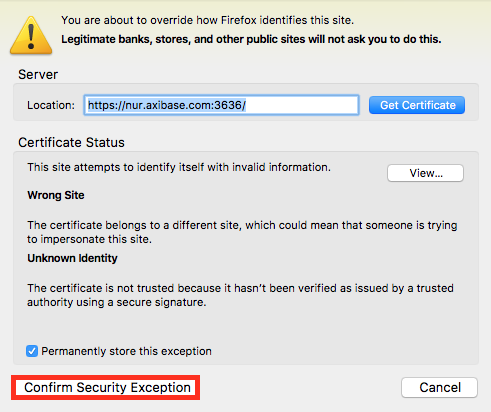 You are about to override how Firefox identifies this site.
Legitimate banks, stores, and other public sites will not ask you to do this.
Server
Location: https://nur.axibase.com:3636/ Get Certificate
Certificate Status
This site attempts to identify itself with invalid information. View...
Wrong Site
The certificate belongs to a different site, which could mean that someone is trying
to impersonate this site.
Unknown Identity
The certificate is not trusted because it hasn't been verified as issued by a trusted
authority using a secure signature.
Permanently store this exception
Confirm Security Exception Cancel